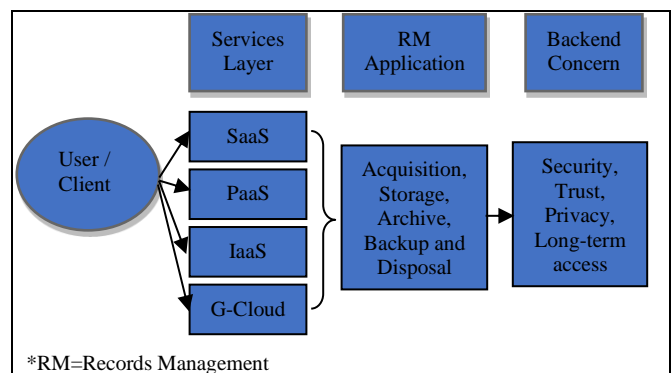 Services
Layer
RM
Application
Backend
Concern
User /
Client
SaaS
PaaS
IaaS
G-Cloud
Acquisition,
Storage,
Archive,
Backup and
Disposal
Security,
Trust,
Privacy,
Long-term
access
*RM=Records Management